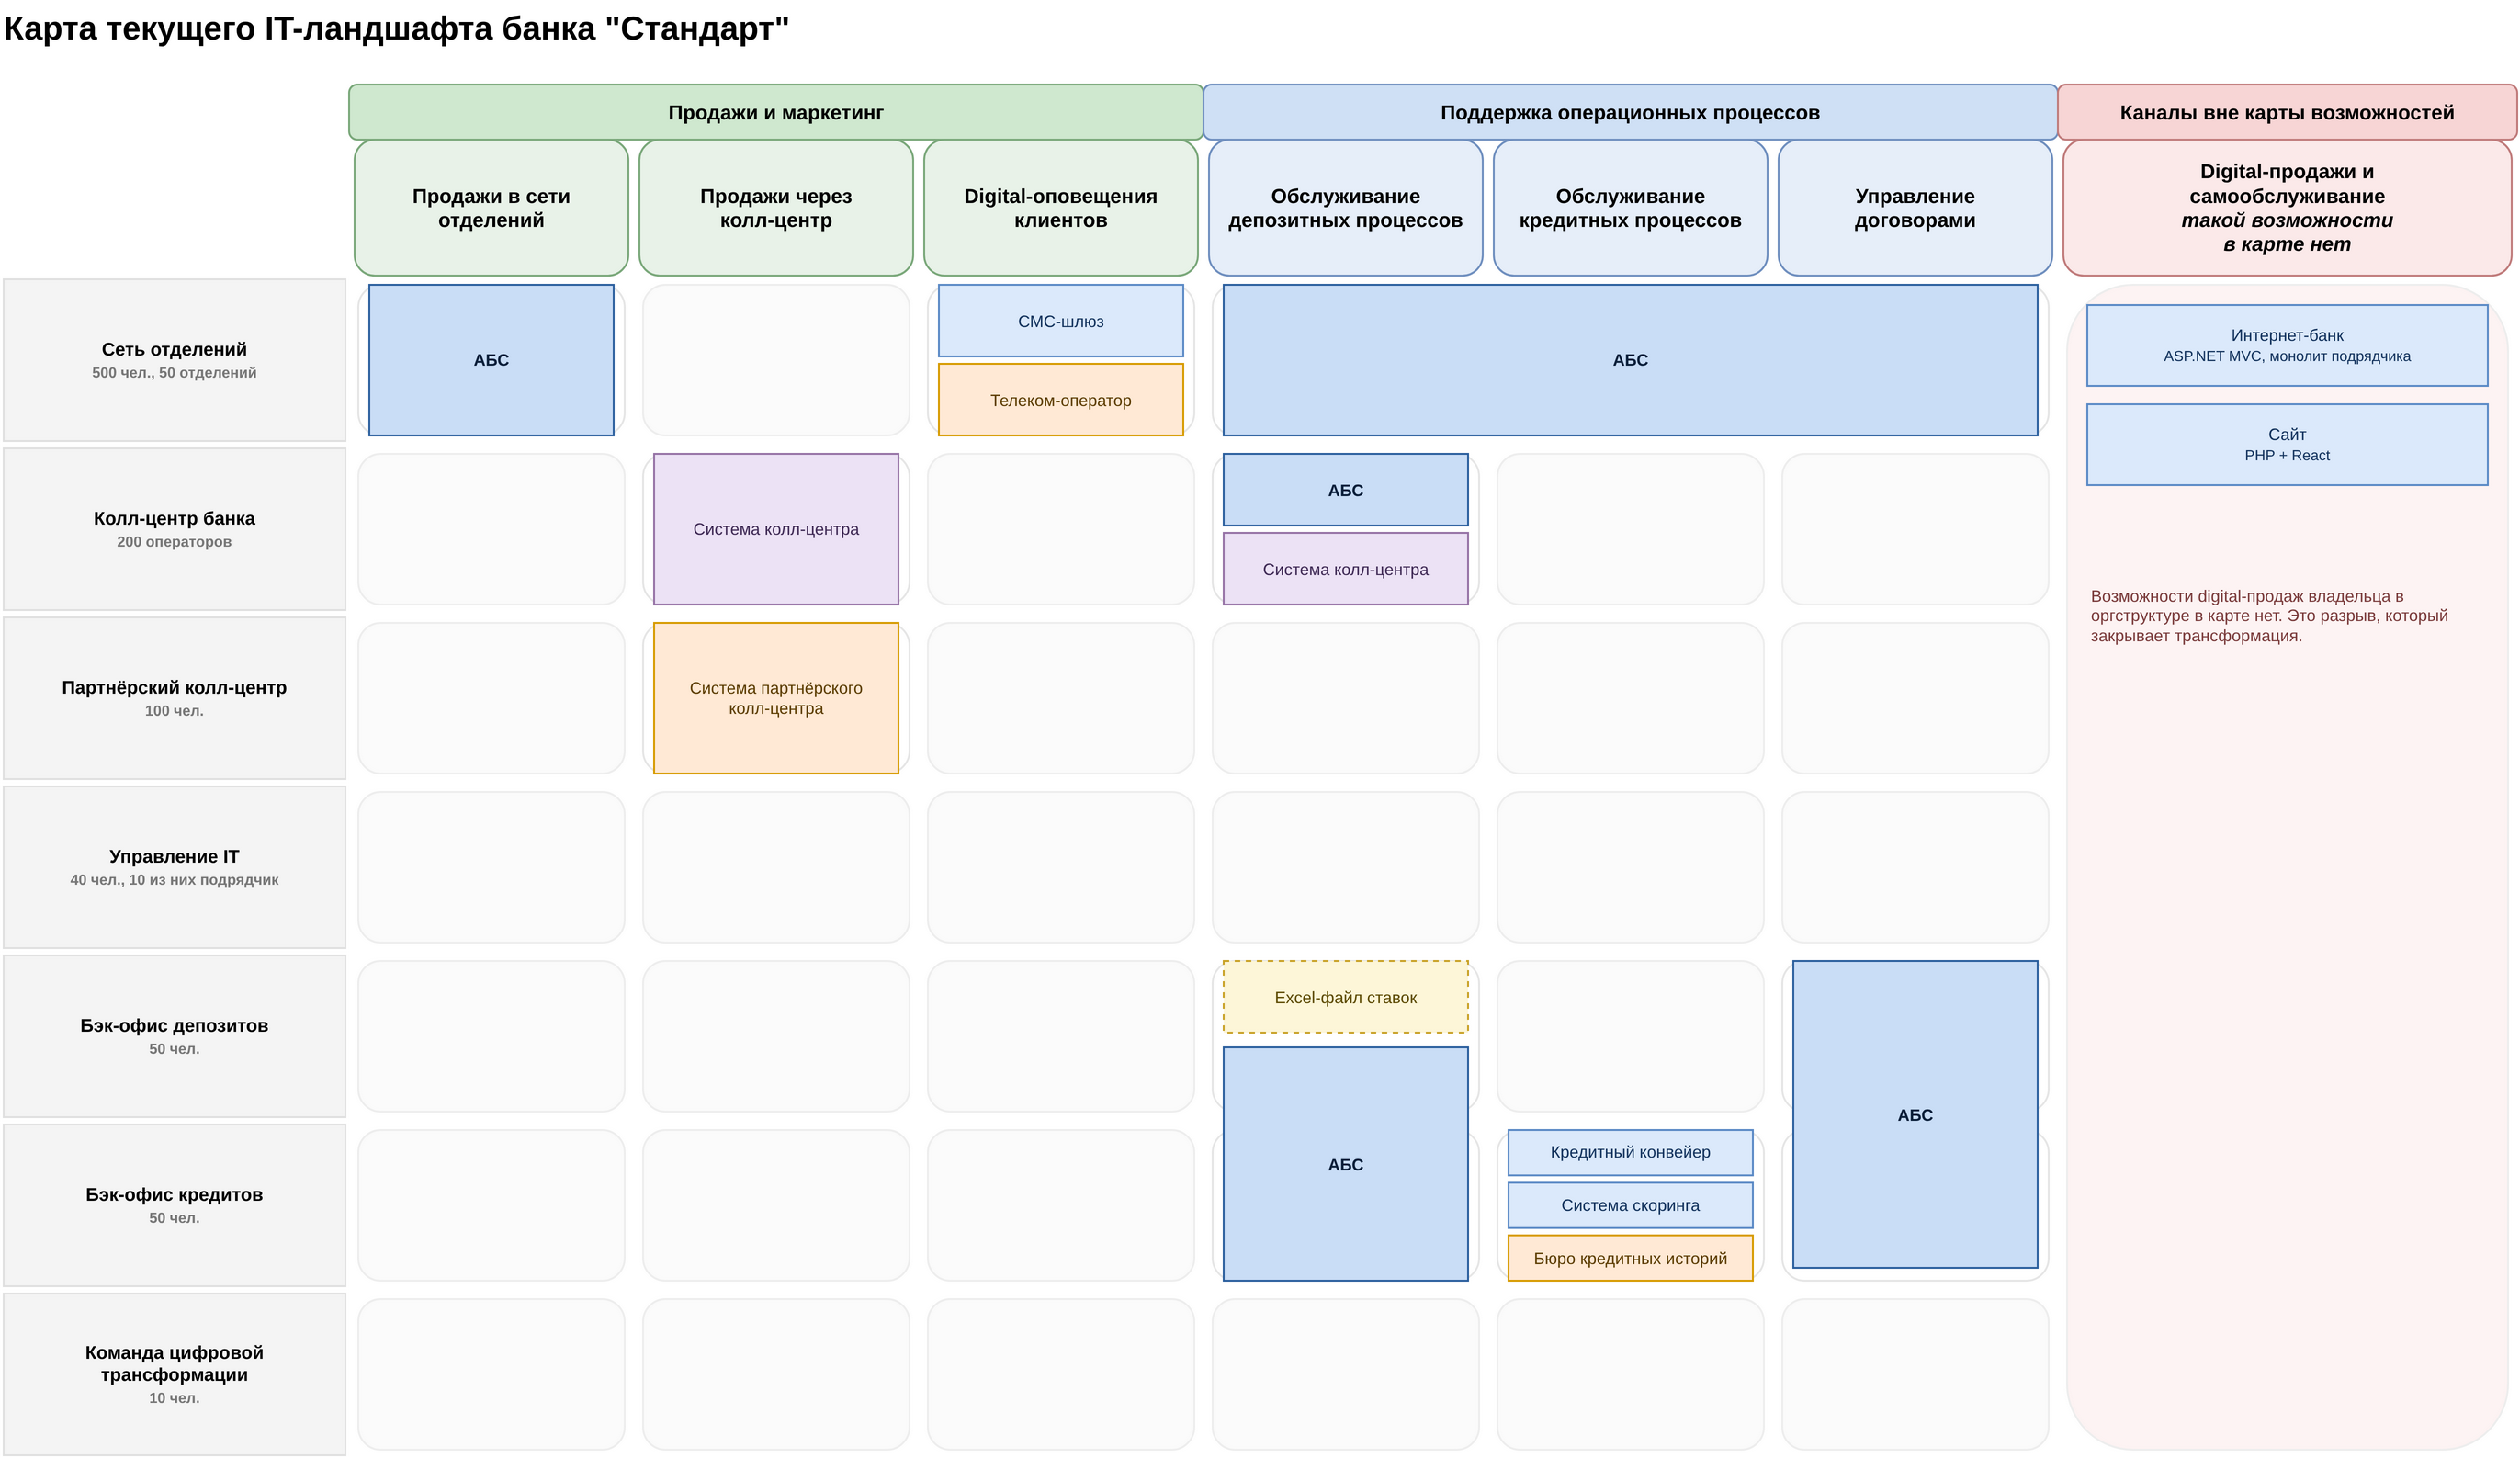 Карта текущего IT-ландшафта банка "Стандарт"
Продажи и маркетинг
Поддержка операционных процессов
Каналы вне карты возможностей
Продажи в сети
отделений
Продажи через
колл-центр
Digital-оповещения
клиентов
Обслуживание
депозитных процессов
Обслуживание
кредитных процессов
Управление
договорами
Digital-продажи и
самообслуживание
такой возможности
в карте нет
Сеть отделений
500 чел., 50 отделений
АБС
СМС-шлюз
Телеком-оператор
АБС
Интернет-банк
ASP.NET MVC, монолит подрядчика
Сайт
PHP + React
Колл-центр банка
200 операторов
Система колл-центра
АБС
Система колл-центра
Возможности digital-продаж владельца в
оргструктуре в карте нет. Это разрыв, который
закрывает трансформация.
Партнёрский колл-центр
100 чел.
Система партнёрского
колл-центра
Управление IT
40 чел., 10 из них подрядчик
Бэк-офис депозитов
50 чел.
Excel-файл ставок
АБС
АБС
Бэк-офис кредитов
50 чел.
Кредитный конвейер
Система скоринга
Бюро кредитных историй
Команда цифровой
трансформации
10 чел.